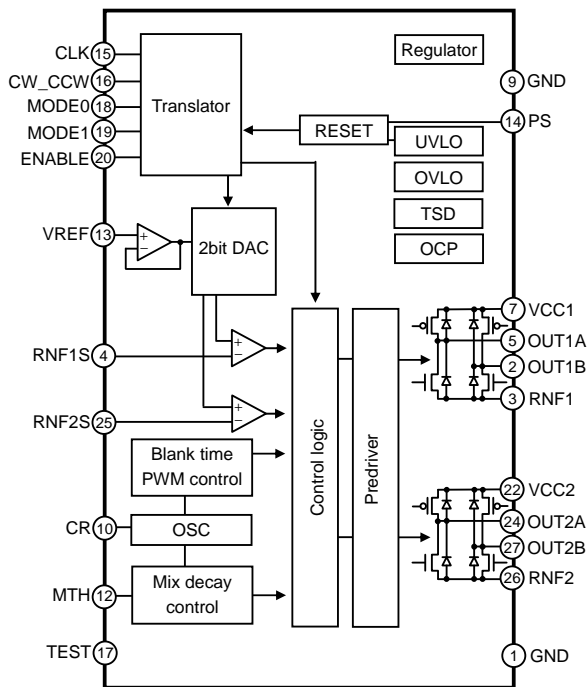 CLK 15
CW_CCW 16
MODE0 18
MODE1 19
ENABLE 20
Translator
Regulator
9 GND
14 PS
RESET
UVLO
OVLO
TSD
OCP
VREF 13
+
−
2bit DAC
RNF1S 4
+
−
RNF2S 25
+
−
Blank time
PWM control
CR 10
OSC
MTH 12
Mix decay
control
TEST 17
Control logic
Predriver
7 VCC1
5 OUT1A
2 OUT1B
3 RNF1
22 VCC2
24 OUT2A
27 OUT2B
26 RNF2
1 GND